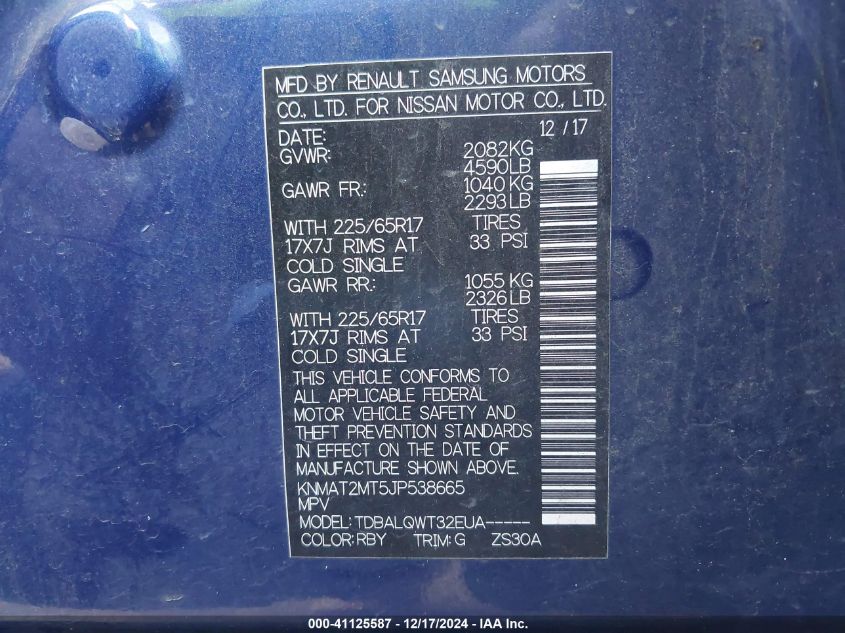 MFD BY RENAULT SAMSUNG MOTORS
CO., LTD. FOR NISSAN MOTOR CO., LTD.
DATE: 12 / 17
GVWR: 2082KG
4590LB
GAWR FR.: 1040 KG
2293 LB
WITH 225/65R17 TIRES
17X7J RIMS AT 33 PSI
COLD SINGLE
GAWR RR.: 1055 KG
2326 LB
WITH 225/65R17 TIRES
17X7J RIMS AT 33 PSI
COLD SINGLE
THIS VEHICLE CONFORMS TO
ALL APPLICABLE FEDERAL
MOTOR VEHICLE SAFETY AND
THEFT PREVENTION STANDARDS
IN EFFECT ON THE DATE OF
MANUFACTURE SHOWN ABOVE.
KNMAT2MT5JP538665
MPV
MODEL: TDBALQWT32EUA-----
COLOR: RBY TRIM: G ZS30A
000-41125587 - 12/17/2024 - IAA Inc.